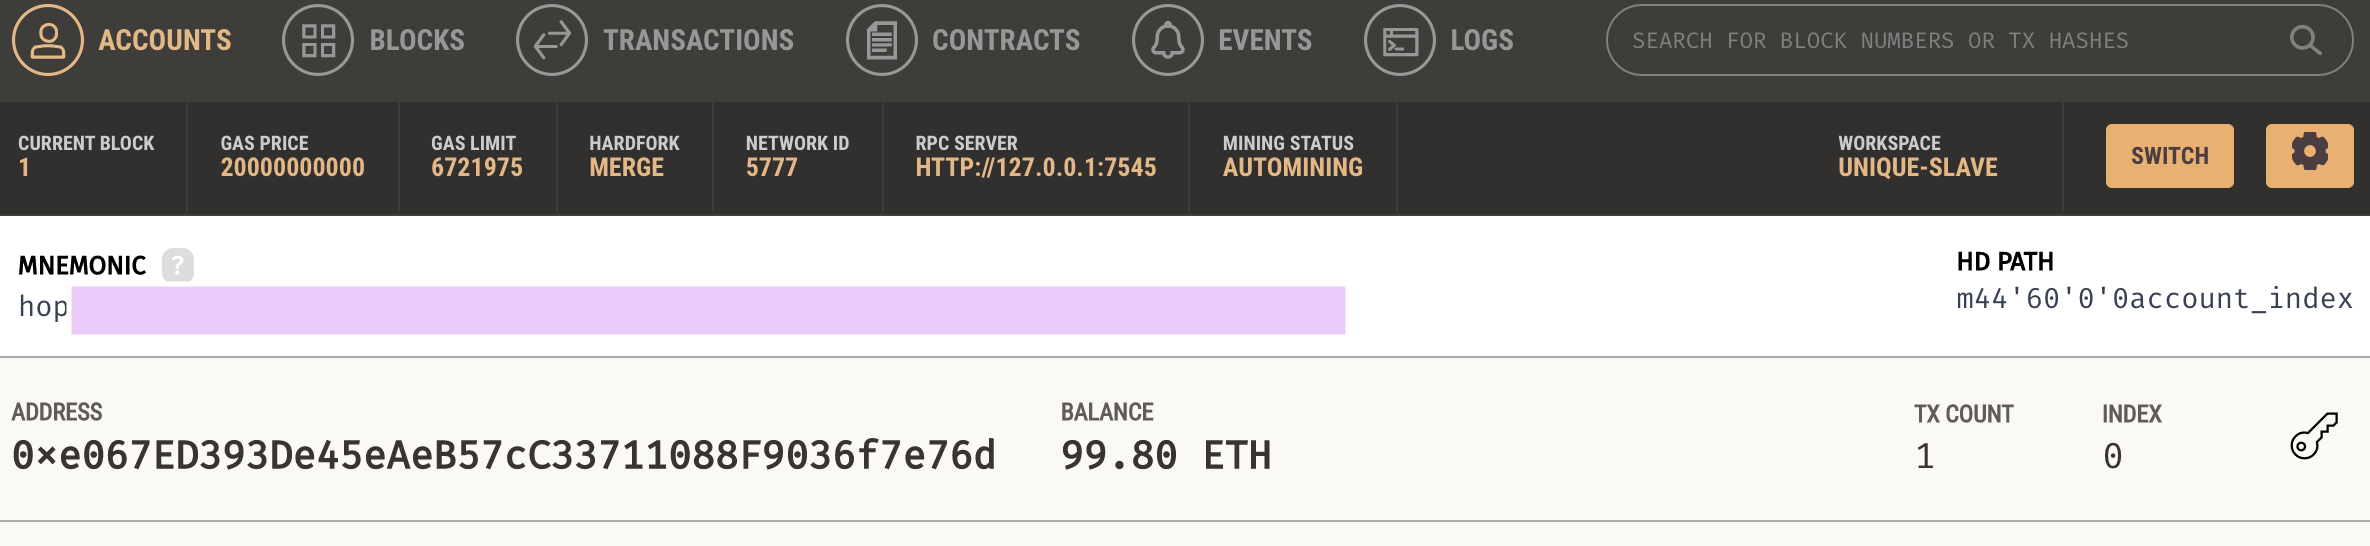 ACCOUNTS BLOCKS TRANSACTIONS CONTRACTS EVENTS LOGS SEARCH FOR BLOCK NUMBERS OR TX HASHES
CURRENT BLOCK GAS PRICE GAS LIMIT HARDFORK NETWORK ID RPC SERVER MINING STATUS WORKSPACE
1 20000000000 6721975 MERGE 5777 HTTP://127.0.0.1:7545 AUTOMINING UNIQUE-SLAVE SWITCH
MNEMONIC ? HD PATH
hop m44'60'0'0account_index
ADDRESS BALANCE TX COUNT INDEX
0×e067ED393De45eAeB57cC33711088F9036f7e76d 99.80 ETH 1 0